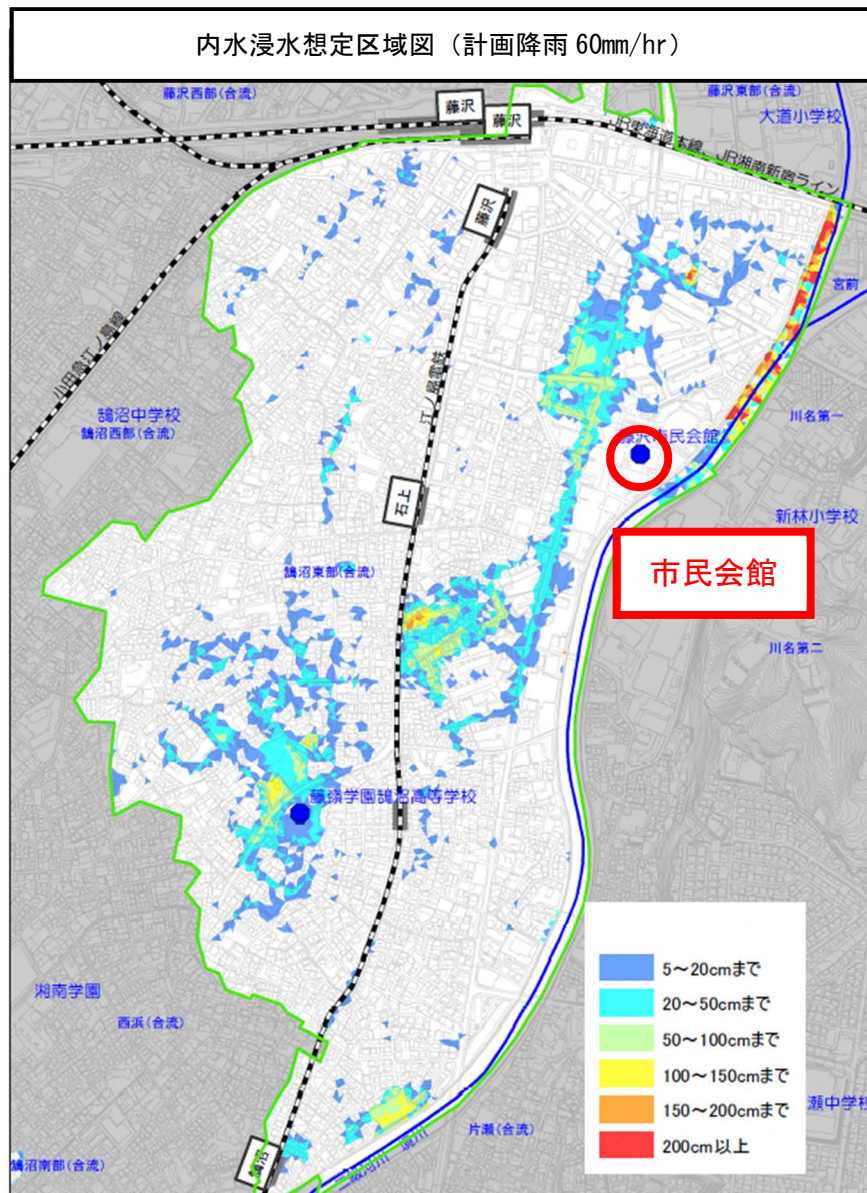 内水浸水想定区域図（計画降雨 60mm/hr）
藤沢西部(合流)
藤沢
藤沢東部(合流)
大道小学校
藤沢
JR東海道本線、JR湘南新宿ライン
藤沢
宮前
小田急江ノ島線
江ノ島電鉄
鵠沼中学校
鵠沼西部(合流)
川名第一
藤沢市民会館
石上
新林小学校
市民会館
鵠沼東部(合流)
川名第二
藤嶺学園鵠沼高等学校
5～20cmまで
湘南学園
20～50cmまで
西浜(合流)
50～100cmまで
100～150cmまで
150～200cmまで
瀬中学校
片瀬(合流)
200cm以上
鵠沼
鵠沼南部(合流)